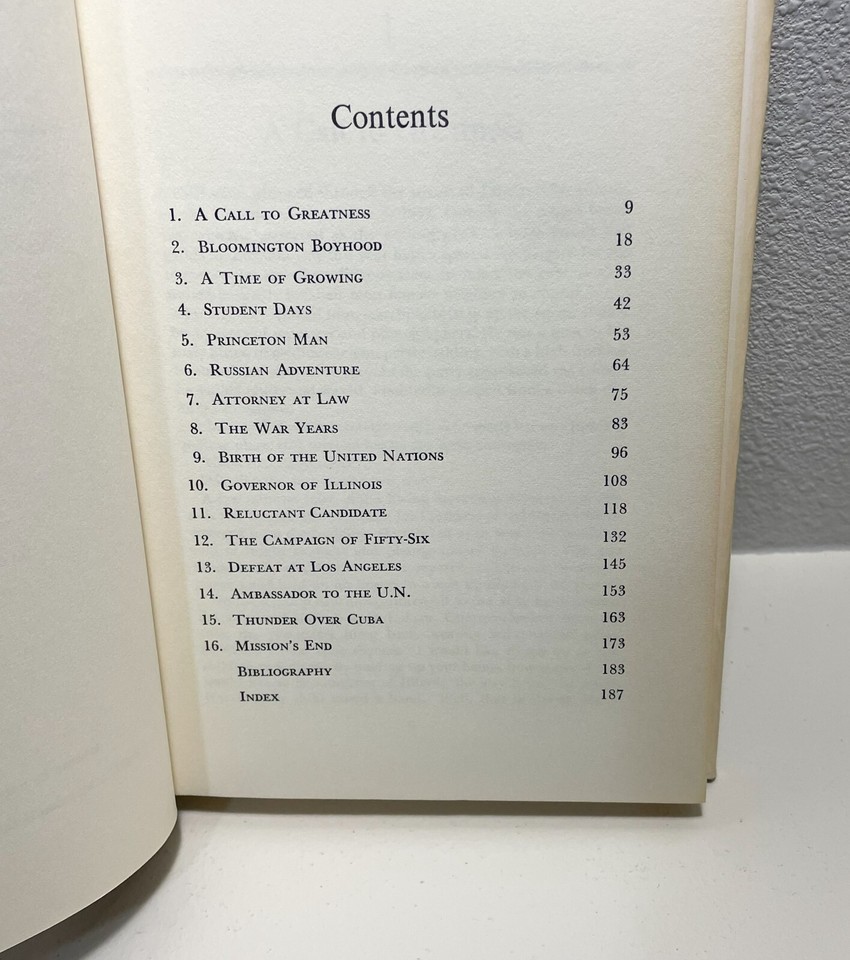 Contents
1. A Call to Greatness 9
2. Bloomington Boyhood 18
3. A Time of Growing 33
4. Student Days 42
5. Princeton Man 53
6. Russian Adventure 64
7. Attorney at Law 75
8. The War Years 83
9. Birth of the United Nations 96
10. Governor of Illinois 108
11. Reluctant Candidate 118
12. The Campaign of Fifty-Six 132
13. Defeat at Los Angeles 145
14. Ambassador to the U.N. 153
15. Thunder Over Cuba 163
16. Mission's End 173
Bibliography 183
Index 187